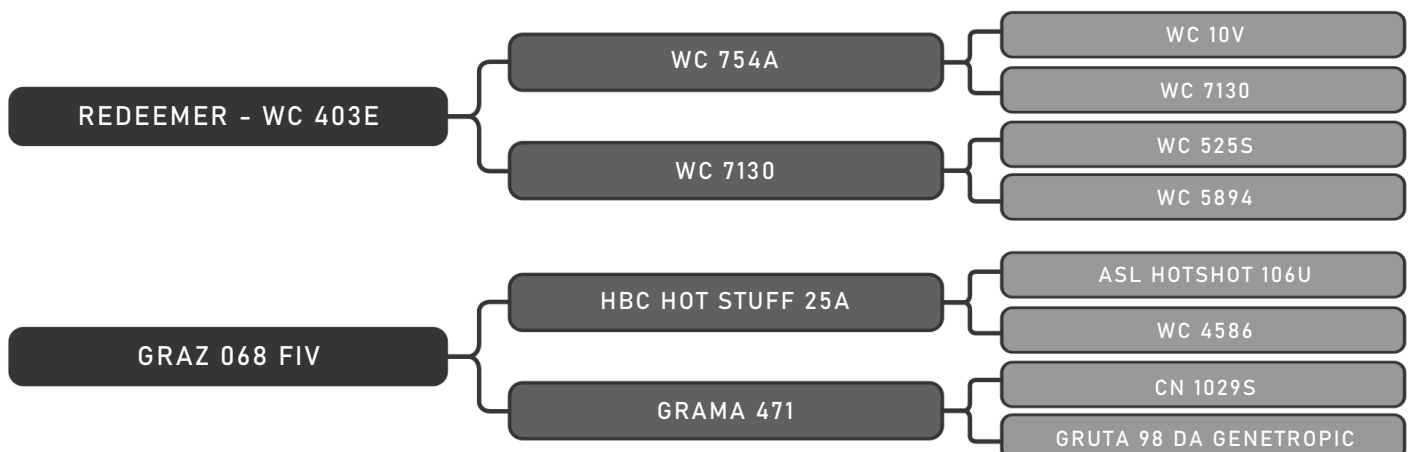 WC 10V
WC 754A
WC 7130
REDEEMER - WC 403E
WC 525S
WC 7130
WC 5894
ASL HOTSHOT 106U
HBC HOT STUFF 25A
WC 4586
GRAZ 068 FIV
CN 1029S
GRAMA 471
GRUTA 98 DA GENETROPIC